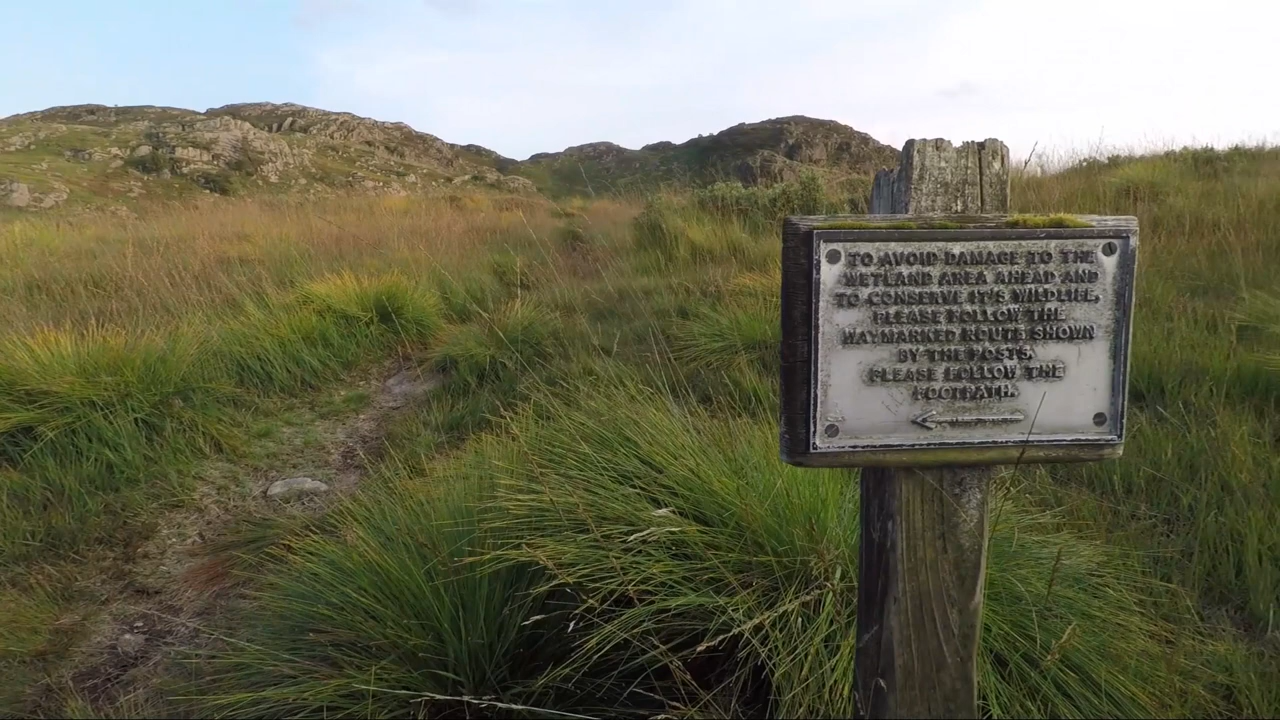 TO AVOID DAMAGE TO THE
WETLAND AREA AHEAD AND
TO CONSERVE IT'S WILDLIFE,
PLEASE FOLLOW THE
WAYMARKED ROUTE SHOWN
BY THE POSTS.
PLEASE FOLLOW THE
FOOTPATH.